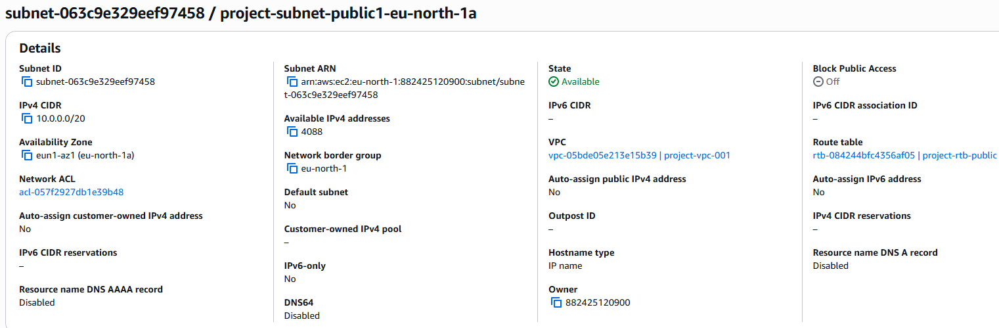 subnet-063c9e329eef97458 / project-subnet-public1-eu-north-1a
Details
Subnet ID
subnet-063c9e329eef97458
IPv4 CIDR
10.0.0.0/20
Availability Zone
eun1-az1 (eu-north-1a)
Network ACL
acl-057f2927db1e39b48
Auto-assign customer-owned IPv4 address
No
IPv6 CIDR reservations
–
Resource name DNS AAAA record
Disabled
Subnet ARN
arn:aws:ec2:eu-north-1:882425120900:subnet/subne
t-063c9e329eef97458
Available IPv4 addresses
4088
Network border group
eu-north-1
Default subnet
No
Customer-owned IPv4 pool
–
IPv6-only
No
DNS64
Disabled
State
Available
IPv6 CIDR
–
VPC
vpc-05bde05e213e15b39 | project-vpc-001
Auto-assign public IPv4 address
No
Outpost ID
–
Hostname type
IP name
Owner
882425120900
Block Public Access
Off
IPv6 CIDR association ID
–
Route table
rtb-084244bfc4356af05 | project-rtb-public
Auto-assign IPv6 address
No
IPv4 CIDR reservations
–
Resource name DNS A record
Disabled